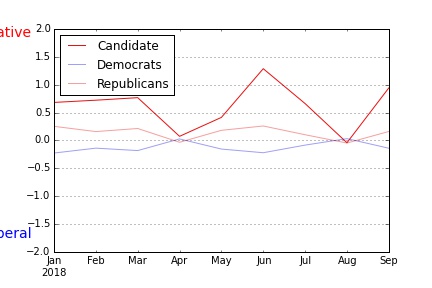 ative
2.0
Candidate
1.5
Democrats
Republicans
1.0
0.5
0.0
−0.5
−1.0
−1.5
beral
−2.0
Jan Feb Mar Apr May Jun Jul Aug Sep
2018